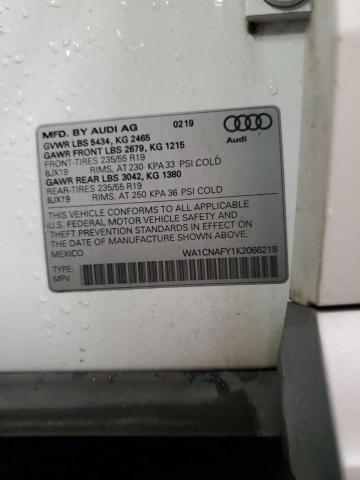 MFD. BY AUDI AG 0219
GVWR LBS 5434, KG 2465
GAWR FRONT LBS 2679, KG 1215
FRONT-TIRES 235/55 R19
8JX19 RIMS, AT 230 KPA 33 PSI COLD
GAWR REAR LBS 3042, KG 1380
REAR-TIRES 235/55 R19
8JX19 RIMS, AT 250 KPA 36 PSI COLD
Audi
THIS VEHICLE CONFORMS TO ALL APPLICABLE
U.S. FEDERAL MOTOR VEHICLE SAFETY AND
THEFT PREVENTION STANDARDS IN EFFECT ON
THE DATE OF MANUFACTURE SHOWN ABOVE.
MEXICO WA1CNAFY1K2066219
TYPE:
MPV